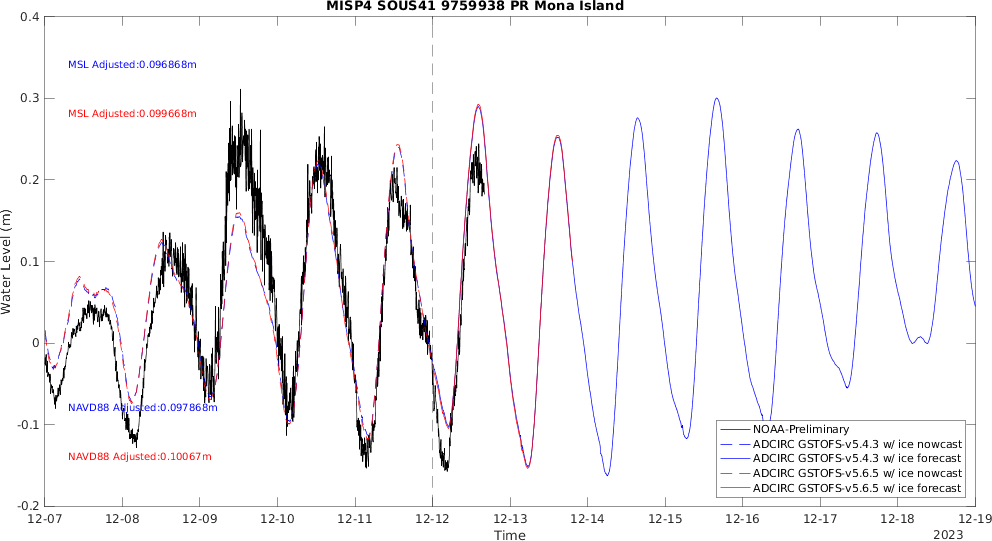 MISP4 SOUS41 9759938 PR Mona Island
0.4
0.3
0.2
0.1
0
-0.1
-0.2
Water Level (m)
MSL Adjusted:0.096868m
MSL Adjusted:0.099668m
NAVD88 Adjusted:0.097868m
NAVD88 Adjusted:0.10067m
NOAA-Preliminary
ADCIRC GSTOFS-v5.4.3 w/ ice nowcast
ADCIRC GSTOFS-v5.4.3 w/ ice forecast
ADCIRC GSTOFS-v5.6.5 w/ ice nowcast
ADCIRC GSTOFS-v5.6.5 w/ ice forecast
12-07 12-08 12-09 12-10 12-11 12-12 12-13 12-14 12-15 12-16 12-17 12-18 12-19
Time
2023